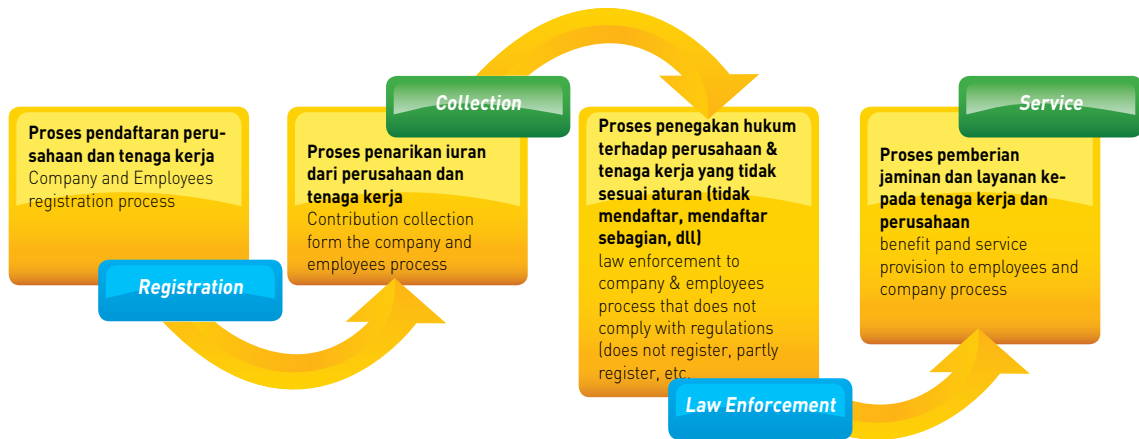 Proses pendaftaran peru-
sahaan dan tenaga kerja
Company and Employees
registration process
Registration
Collection
Proses penarikan iuran
dari perusahaan dan
tenaga kerja
Contribution collection
form the company and
employees process
Proses penegakan hukum
terhadap perusahaan &
tenaga kerja yang tidak
sesuai aturan (tidak
mendaftar, mendaftar
sebagian, dll)
law enforcement to
company & employees
process that does not
comply with regulations
(does not register, partly
register, etc.
Law Enforcement
Service
Proses pemberian
jaminan dan layanan ke-
pada tenaga kerja dan
perusahaan
benefit pand service
provision to employees and
company process